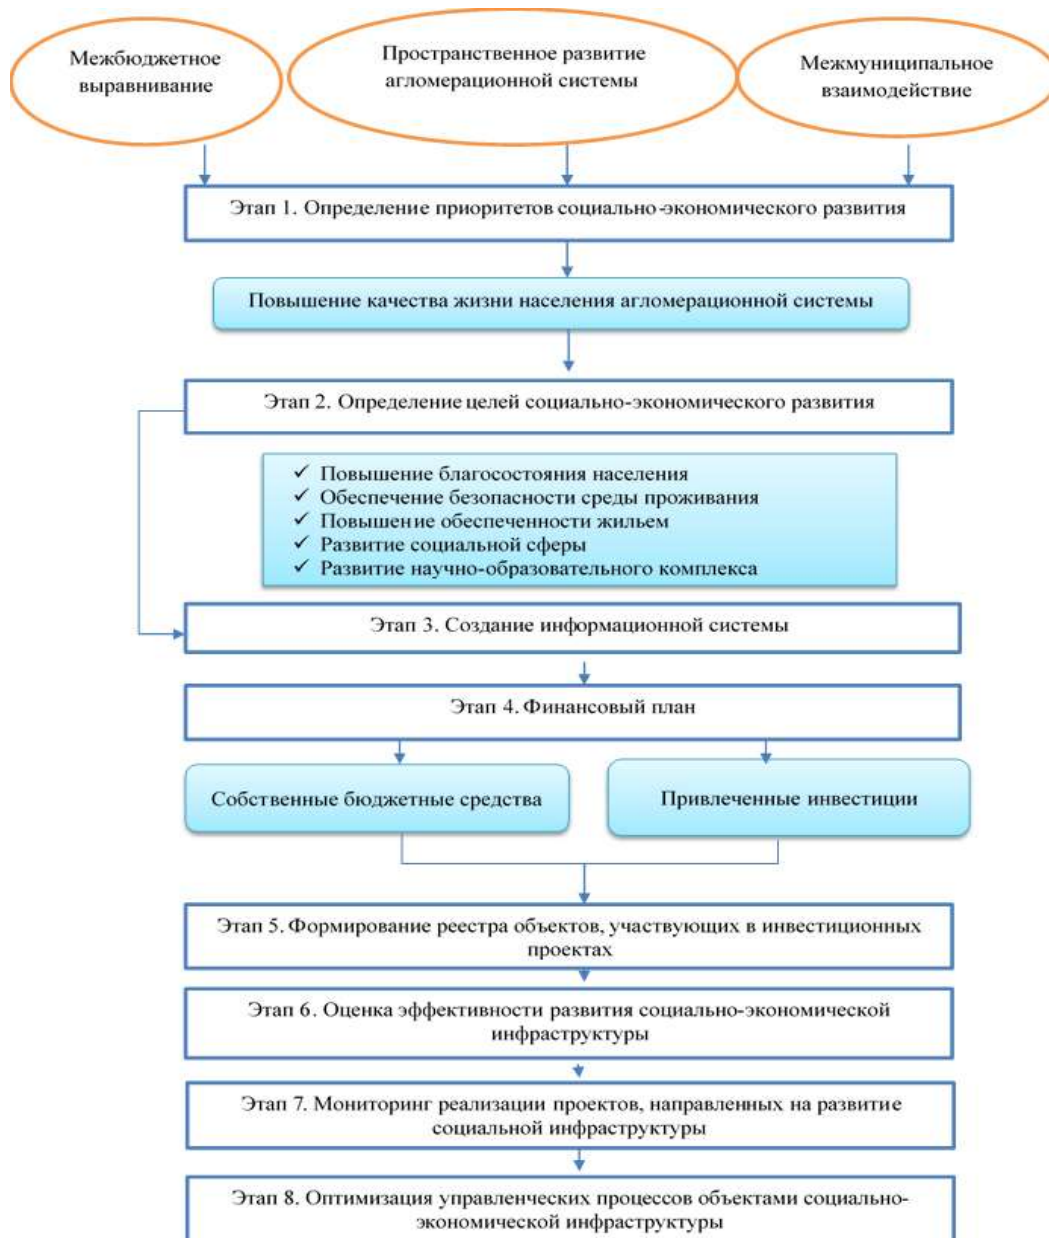 Межбюджетное
выравнивание
Пространственное развитие
агломерационной системы
Межмуниципальное
взаимодействие
Этап 1. Определение приоритетов социально-экономического развития
Повышение качества жизни населения агломерационной системы
Этап 2. Определение целей социально-экономического развития
✓ Повышение благосостояния населения
✓ Обеспечение безопасности среды проживания
✓ Повышение обеспеченности жильем
✓ Развитие социальной сферы
✓ Развитие научно-образовательного комплекса
Этап 3. Создание информационной системы
Этап 4. Финансовый план
Собственные бюджетные средства
Привлеченные инвестиции
Этап 5. Формирование реестра объектов, участвующих в инвестиционных
проектах
Этап 6. Оценка эффективности развития социально-экономической
инфраструктуры
Этап 7. Мониторинг реализации проектов, направленных на развитие
социальной инфраструктуры
Этап 8. Оптимизация управленческих процессов объектами социально-
экономической инфраструктуры